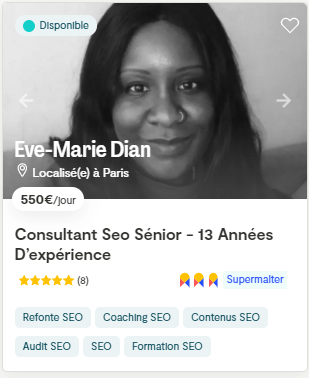 Disponible
Eve-Marie Dian
Localisé(e) à Paris
550€/jour
Consultant Seo Sénior - 13 Années
D'expérience
(8) Supermalter
Refonte SEO Coaching SEO Contenus SEO
Audit SEO SEO Formation SEO